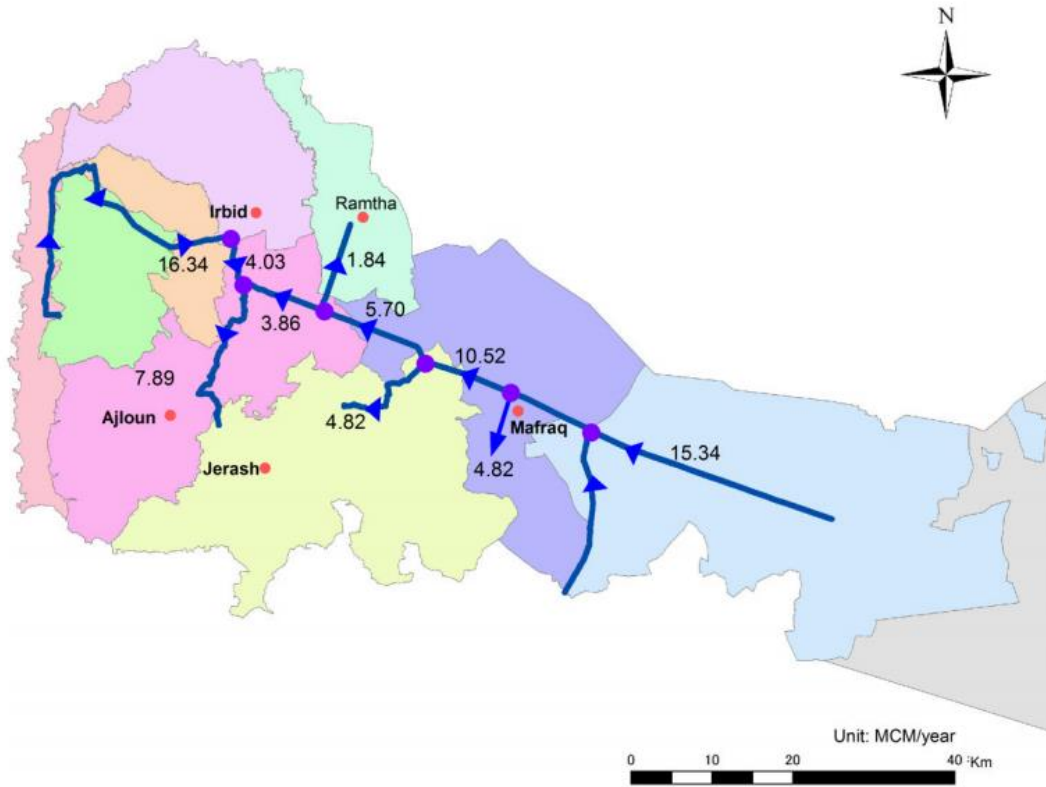 N
Irbid
Ramtha
16.34
4.03
1.84
3.86
5.70
10.52
7.89
Ajloun
4.82
Mafraq
15.34
Jerash
4.82
Unit: MCM/year
0 10 20 40 Km